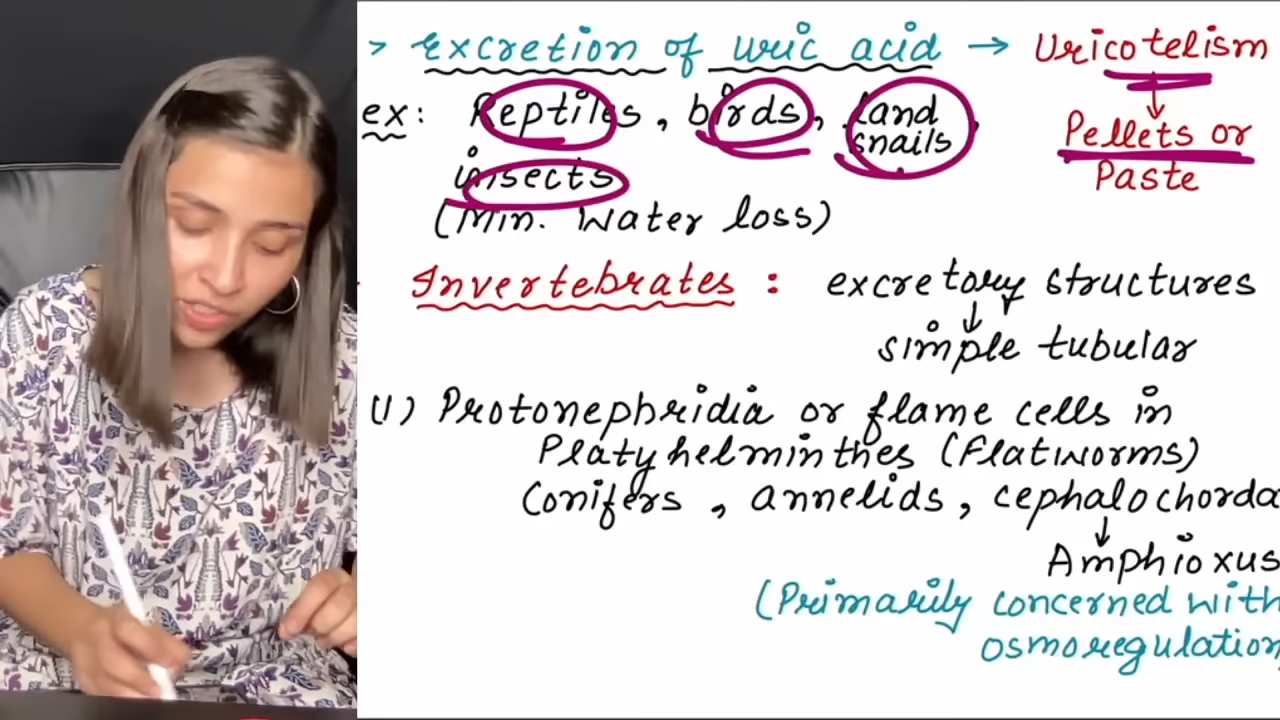 > Excretion of uric acid → Uricotelism
ex: Reptiles, birds, land snails,
insects
(Min. Water loss)
↓
Pellets or
Paste
Invertebrates : excretory structures
↓
simple tubular
(1) Protonephridia or flame cells in
Platyhelminthes (Flatworms)
Conifers, annelids, cephalochorda
↓
Amphioxus
(Primarily concerned with
osmoregulation